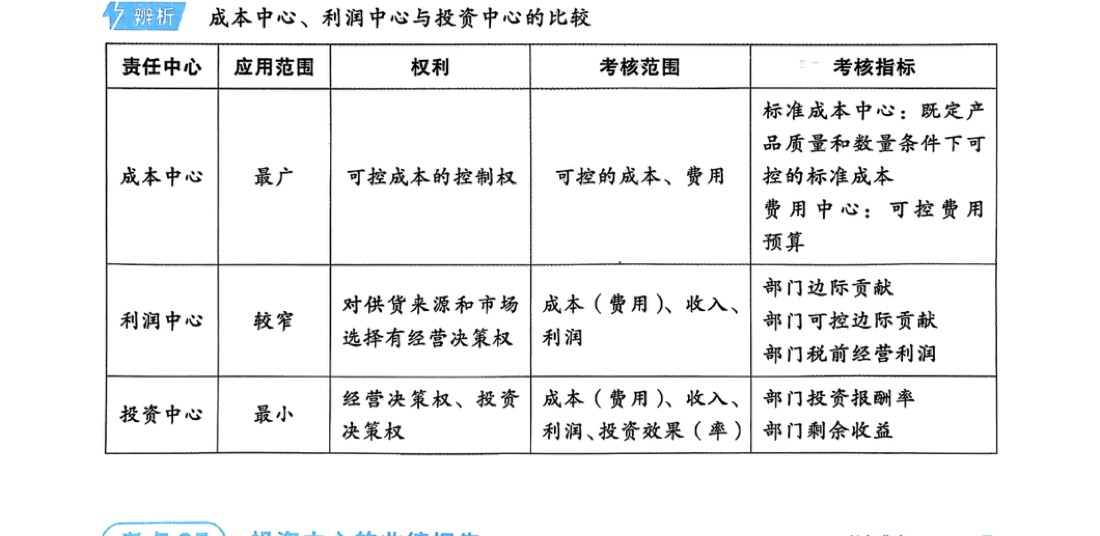 辨析 成本中心、利润中心与投资中心的比较
责任中心 应用范围 权利 考核范围 考核指标
成本中心 最广 可控成本的控制权 可控的成本、费用
标准成本中心：既定产
品质量和数量条件下可
控的标准成本
费用中心：可控费用
预算
利润中心 较窄
对供货来源和市场
选择有经营决策权
成本（费用）、收入、
利润
部门边际贡献
部门可控边际贡献
部门税前经营利润
投资中心 最小
经营决策权、投资
决策权
成本（费用）、收入、
利润、投资效果（率）
部门投资报酬率
部门剩余收益